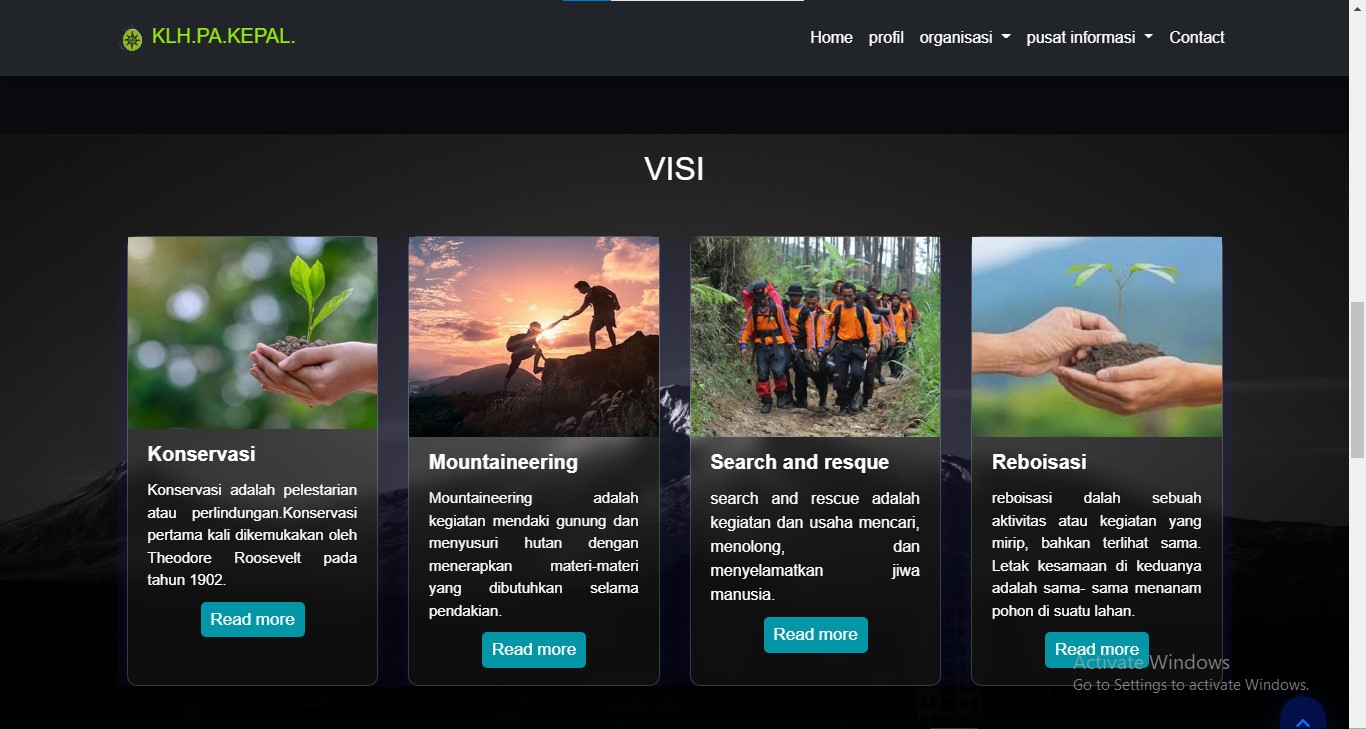 KLH.PA.KEPAL.
Home profil organisasi pusat informasi Contact
VISI
Konservasi
Konservasi adalah pelestarian
atau perlindungan.Konservasi
pertama kali dikemukakan oleh
Theodore Roosevelt pada
tahun 1902.
Read more
Mountaineering
Mountaineering adalah
kegiatan mendaki gunung dan
menyusuri hutan dengan
menerapkan materi-materi
yang dibutuhkan selama
pendakian.
Read more
Search and resque
search and rescue adalah
kegiatan dan usaha mencari,
menolong, dan
menyelamatkan jiwa
manusia.
Read more
Reboisasi
reboisasi dalah sebuah
aktivitas atau kegiatan yang
mirip, bahkan terlihat sama.
Letak kesamaan di keduanya
adalah sama- sama menanam
pohon di suatu lahan.
Read more
Activate Windows
Go to Settings to activate Windows.